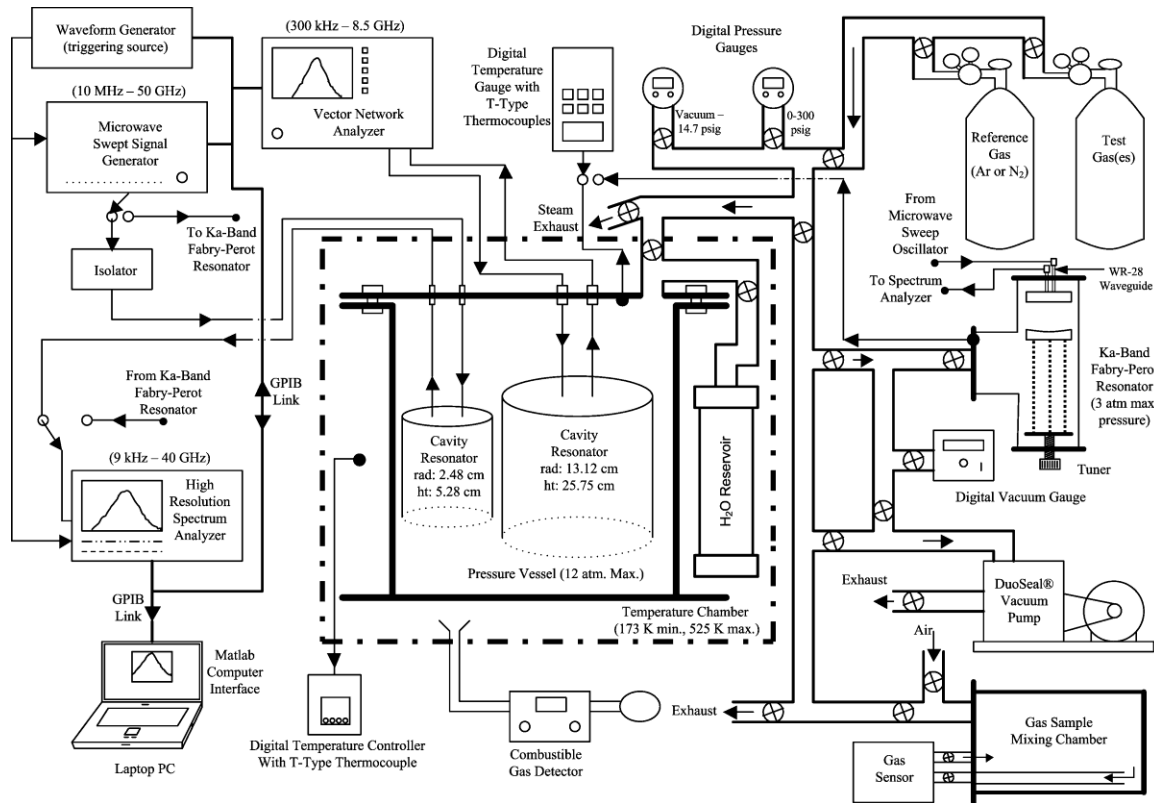 Waveform Generator
(triggering source)
(10 MHz – 50 GHz)
Microwave
Swept Signal
Generator
To Ka-Band
Fabry-Perot
Resonator
Isolator
From Ka-Band
Fabry-Perot
Resonator
GPIB
Link
(9 kHz – 40 GHz)
High
Resolution
Spectrum
Analyzer
GPIB
Link
Matlab
Computer
Interface
Laptop PC
(300 kHz – 8.5 GHz)
Vector Network
Analyzer
Digital
Temperature
Gauge with
T-Type
Thermocouples
Steam
Exhaust
Cavity
Resonator
rad: 2.48 cm
ht: 5.28 cm
Cavity
Resonator
rad: 13.12 cm
ht: 25.75 cm
H₂O Reservoir
Pressure Vessel (12 atm. Max.)
Temperature Chamber
(173 K min., 525 K max.)
Digital Temperature Controller
With T-Type Thermocouple
Combustible
Gas Detector
Exhaust
Digital Pressure
Gauges
Vacuum –
14.7 psig
0-300
psig
Reference
Gas
(Ar or N₂)
Test
Gas(es)
From
Microwave
Sweep
Oscillator
To Spectrum
Analyzer
WR-28
Waveguide
Ka-Band
Fabry-Pero
Resonator
(3 atm max
pressure)
Tuner
Digital Vacuum Gauge
Exhaust
DuoSeal®
Vacuum
Pump
Air
Gas Sample
Mixing Chamber
Gas
Sensor